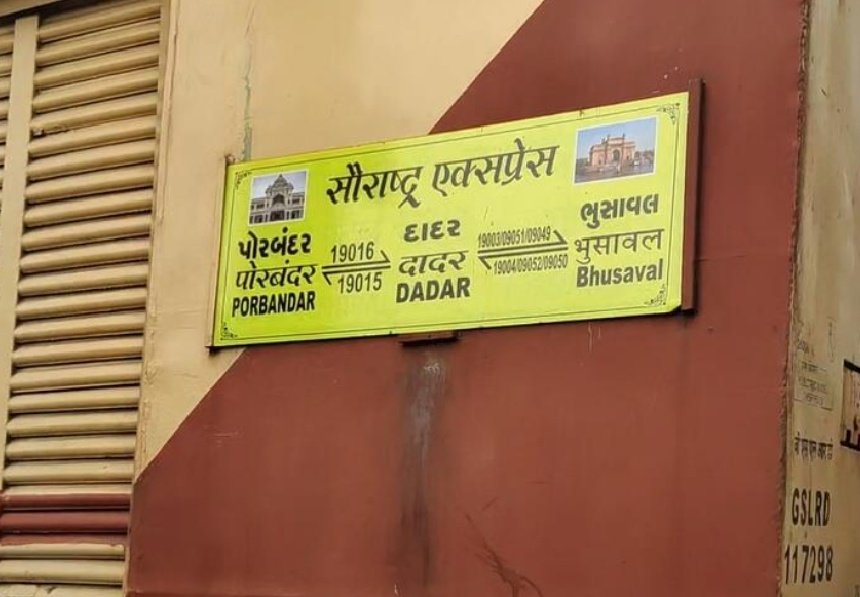 सौराष्ट्र एक्सप्रेस
પોરબંદર
पोरबंदर
PORBANDAR
19016
19015
દાદર
दादर
DADAR
19003/09051/09049
19004/09052/09050
ભુસાવલ
भुसावल
Bhusaval
GSLRD
117298